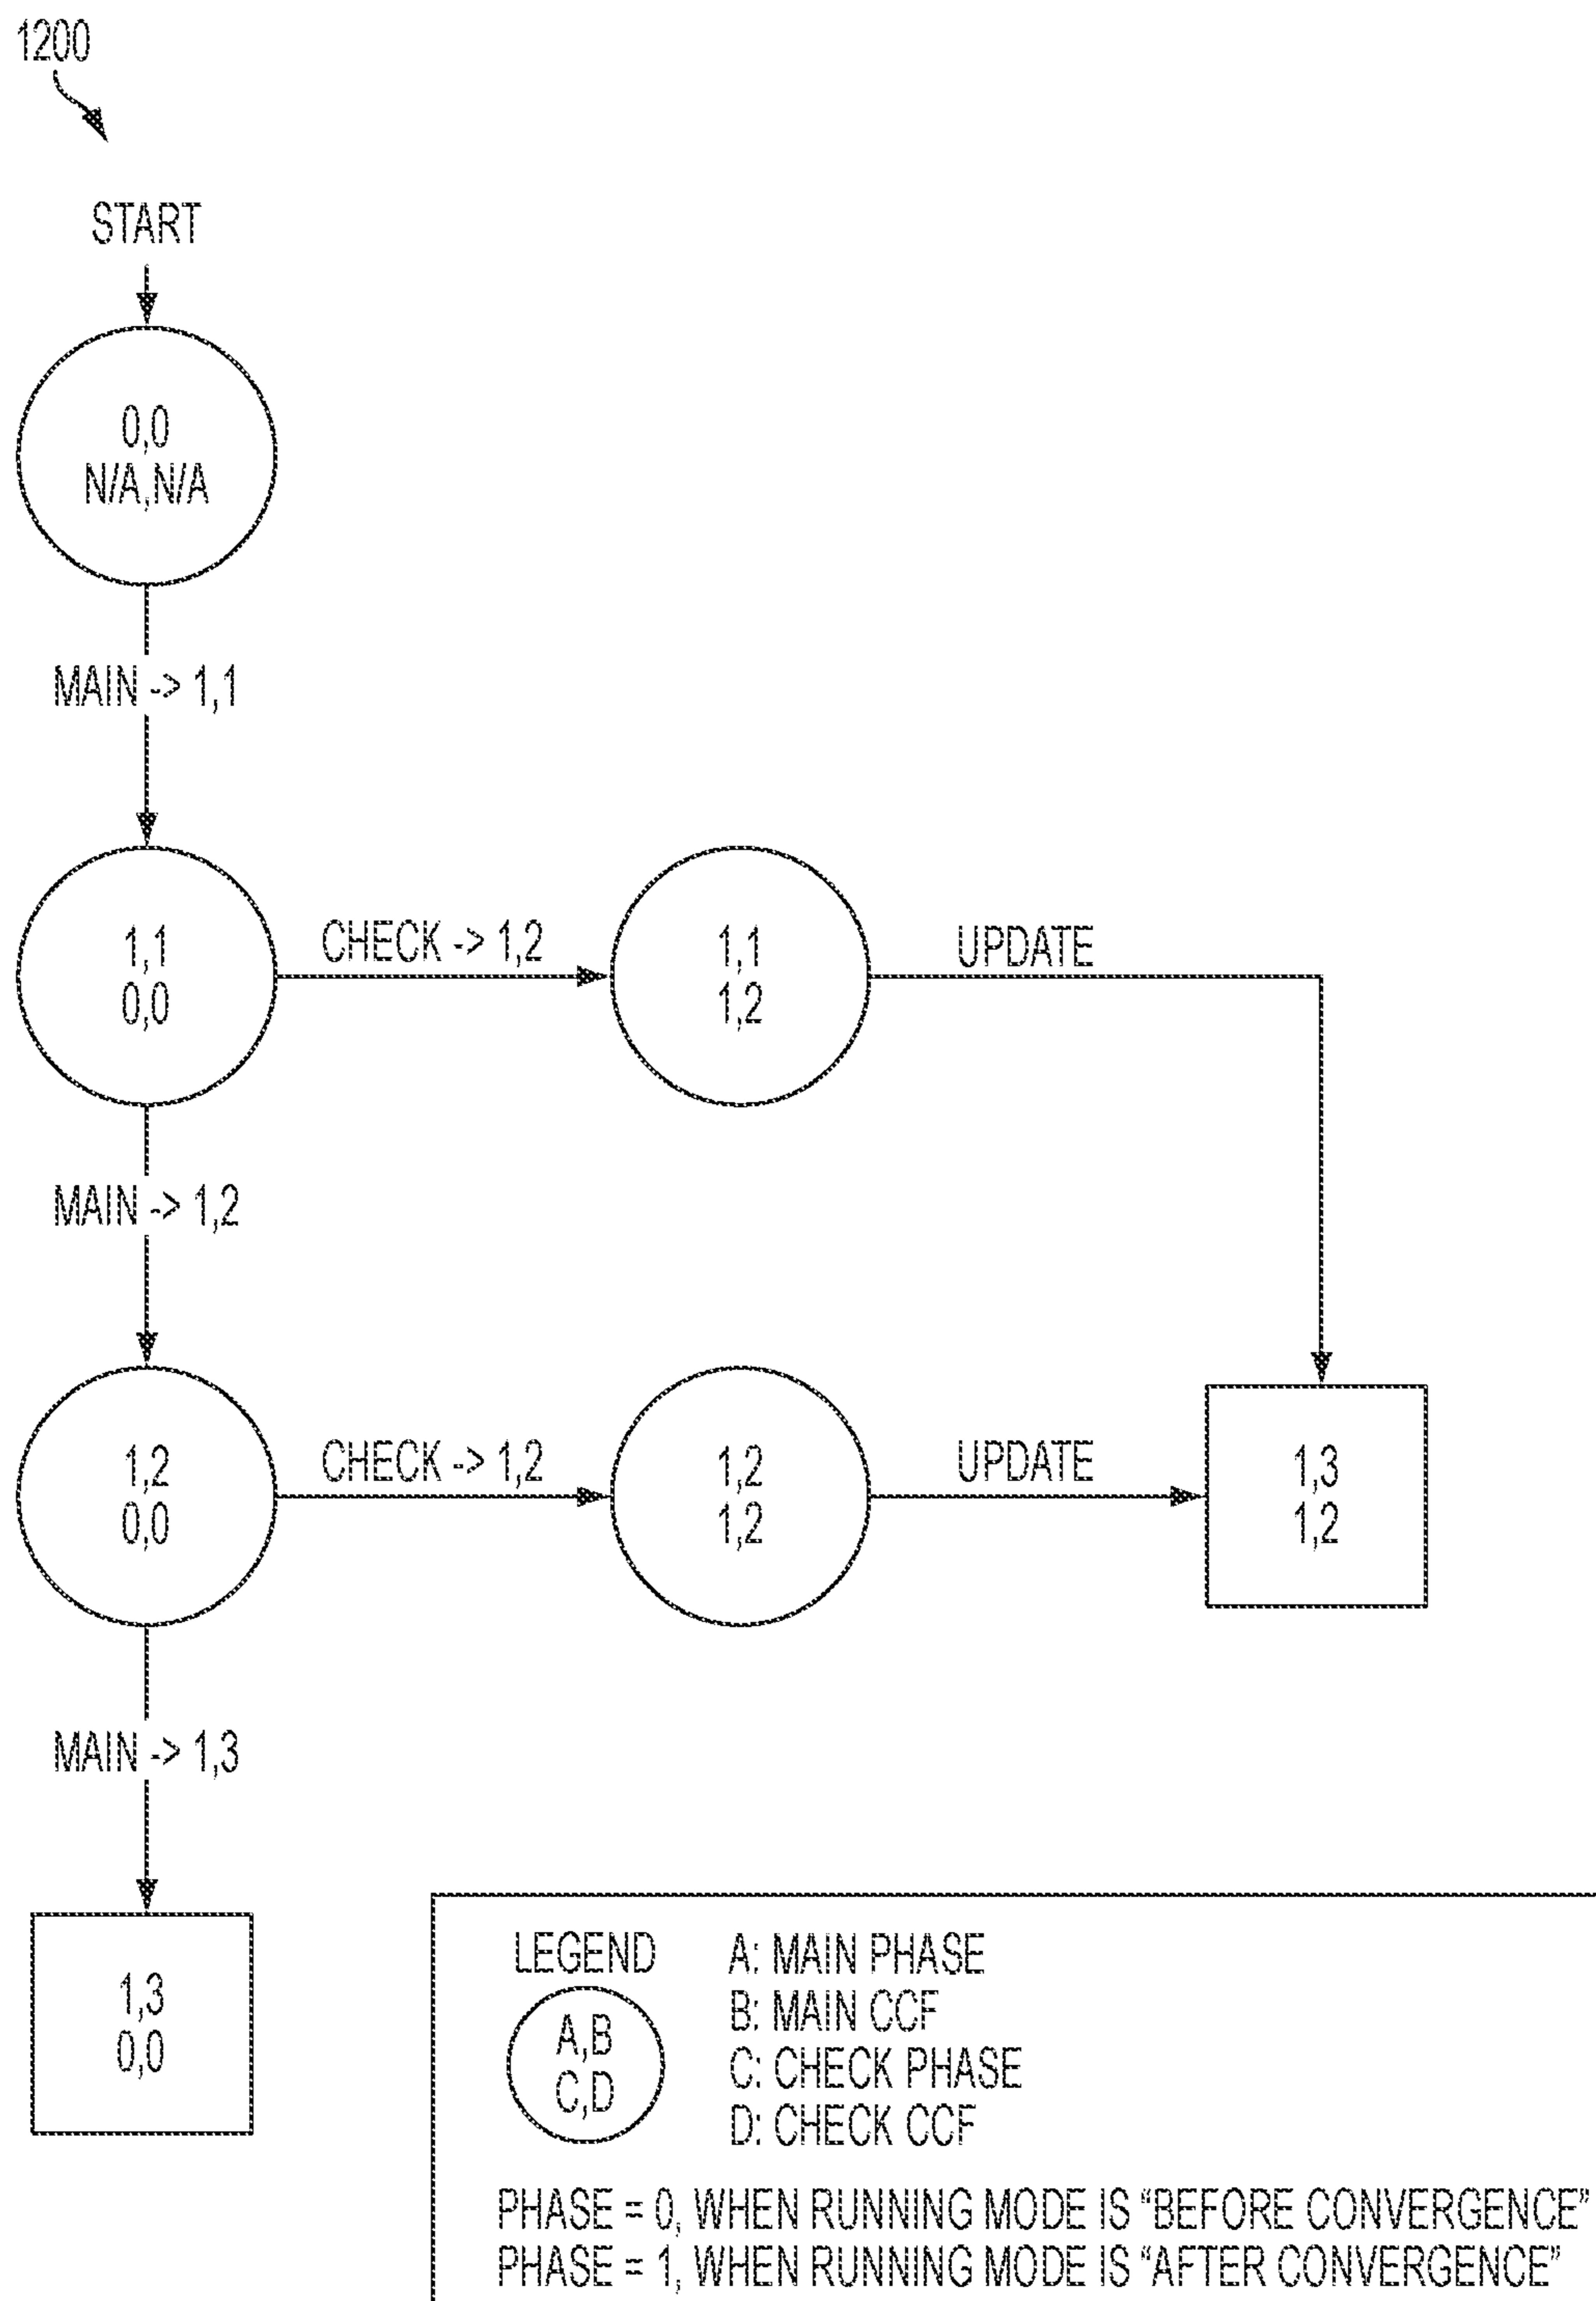 1200
START
0,0
N/A,N/A
MAIN -> 1,1
1,1
0,0
CHECK -> 1,2
1,1
1,2
UPDATE
MAIN -> 1,2
1,2
0,0
CHECK -> 1,2
1,2
1,2
UPDATE
1,3
1,2
MAIN -> 1,3
1,3
0,0
LEGEND
A,B
C,D
A: MAIN PHASE
B: MAIN CCF
C: CHECK PHASE
D: CHECK CCF
PHASE = 0, WHEN RUNNING MODE IS "BEFORE CONVERGENCE"
PHASE = 1, WHEN RUNNING MODE IS "AFTER CONVERGENCE"